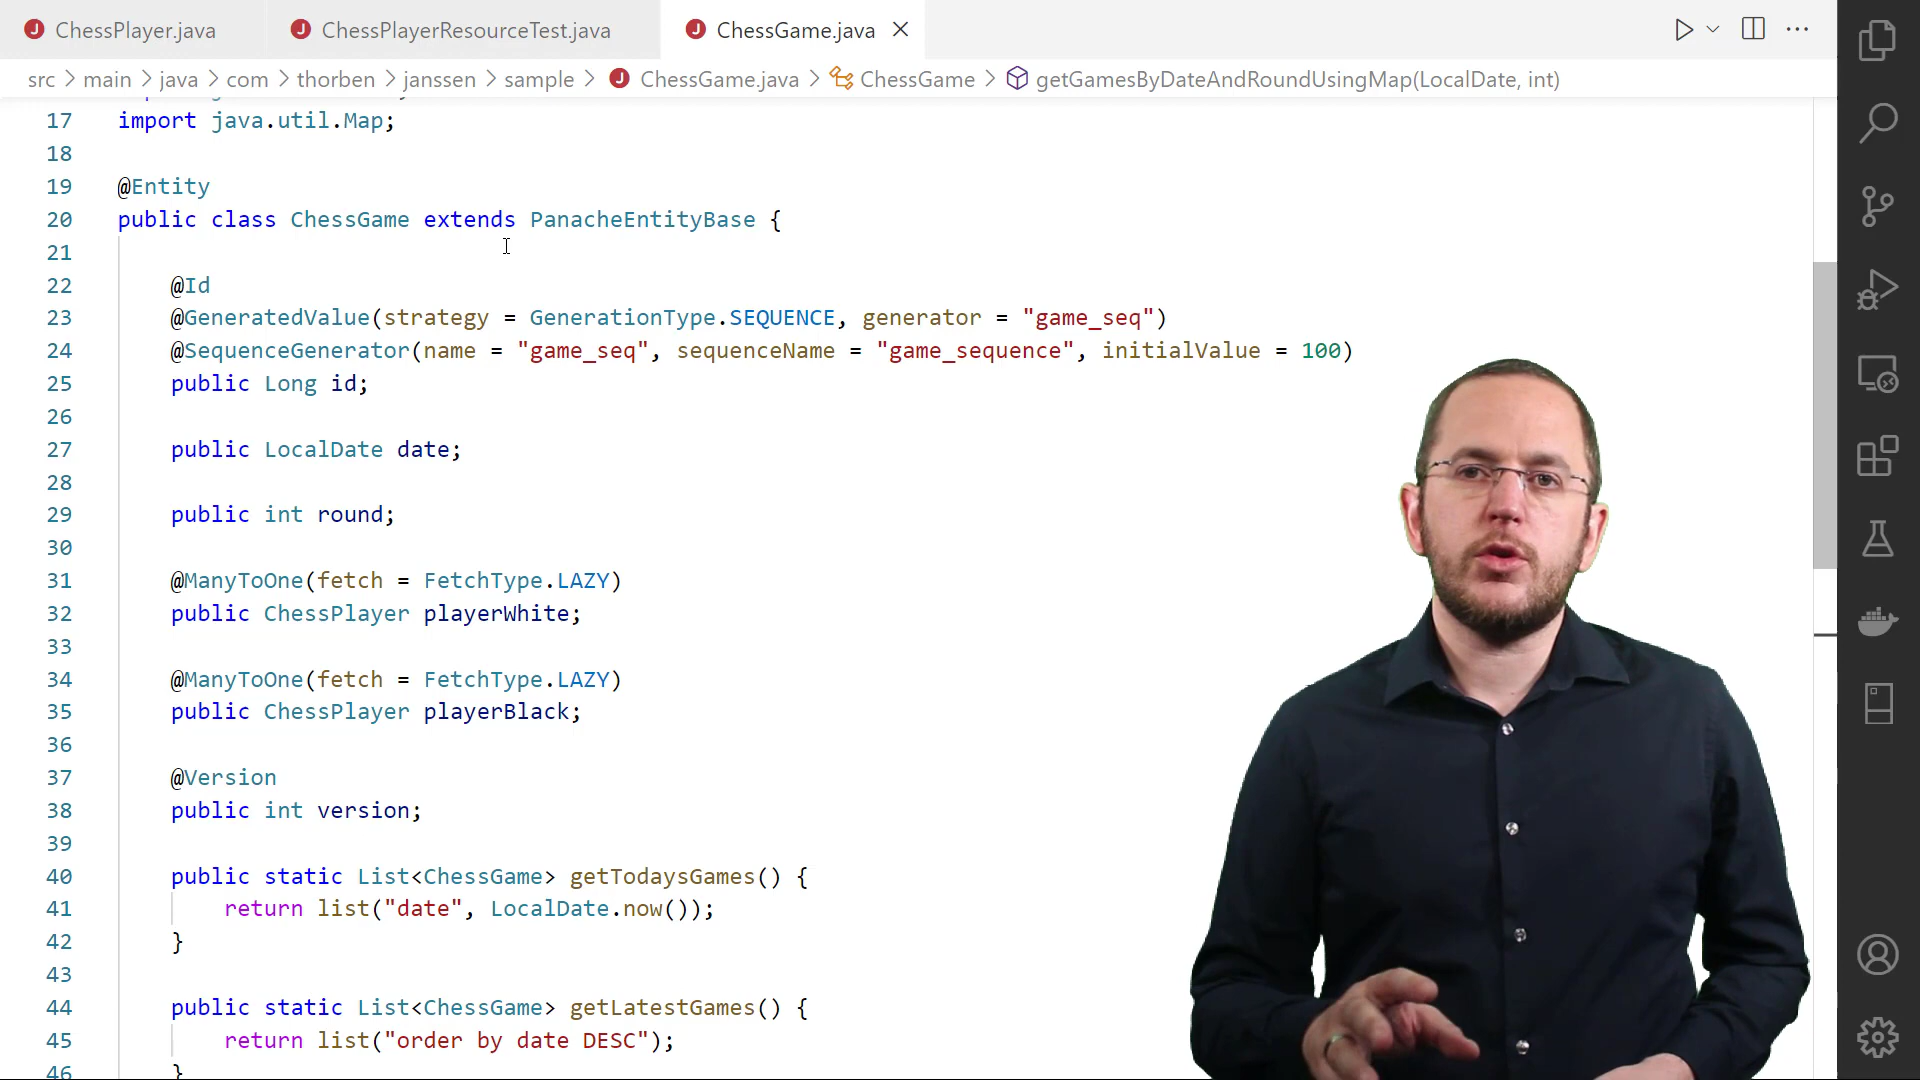 ChessPlayer.java
ChessPlayerResourceTest.java
ChessGame.java
src > main > java > com > thorben > janssen > sample > ChessGame.java > ChessGame > getGamesByDateAndRoundUsingMap(LocalDate, int)
17 import java.util.Map;
18
19 @Entity
20 public class ChessGame extends PanacheEntityBase {
21
22 @Id
23 @GeneratedValue(strategy = GenerationType.SEQUENCE, generator = "game_seq")
24 @SequenceGenerator(name = "game_seq", sequenceName = "game_sequence", initialValue = 100)
25 public Long id;
26
27 public LocalDate date;
28
29 public int round;
30
31 @ManyToOne(fetch = FetchType.LAZY)
32 public ChessPlayer playerWhite;
33
34 @ManyToOne(fetch = FetchType.LAZY)
35 public ChessPlayer playerBlack;
36
37 @Version
38 public int version;
39
40 public static List<ChessGame> getTodaysGames() {
41 return list("date", LocalDate.now());
42 }
43
44 public static List<ChessGame> getLatestGames() {
45 return list("order by date DESC");
46 }